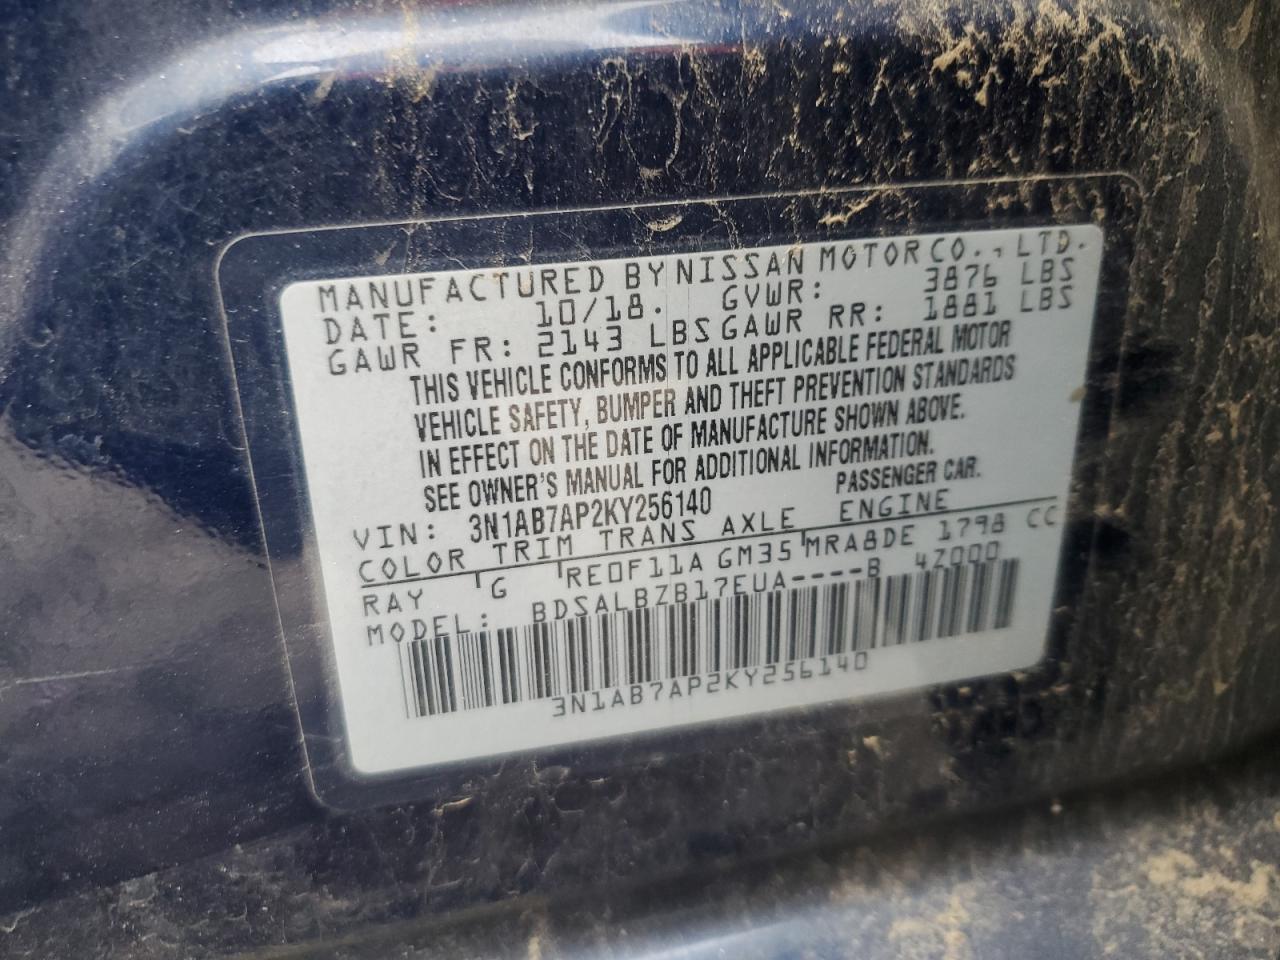 MANUFACTURED BY NISSAN MOTOR CO., LTD.
DATE: 10/18. GVWR: 3876 LBS
GAWR FR: 2143 LBS GAWR RR: 1881 LBS
THIS VEHICLE CONFORMS TO ALL APPLICABLE FEDERAL MOTOR
VEHICLE SAFETY, BUMPER AND THEFT PREVENTION STANDARDS
IN EFFECT ON THE DATE OF MANUFACTURE SHOWN ABOVE.
SEE OWNER'S MANUAL FOR ADDITIONAL INFORMATION.
VIN: 3N1AB7AP2KY256140 PASSENGER CAR.
COLOR TRIM TRANS AXLE ENGINE
RAY G RE0F11A GM35 MRA8DE 1798 CC
MODEL: BDSALBZB17EUA----B 4Z000
3N1AB7AP2KY256140